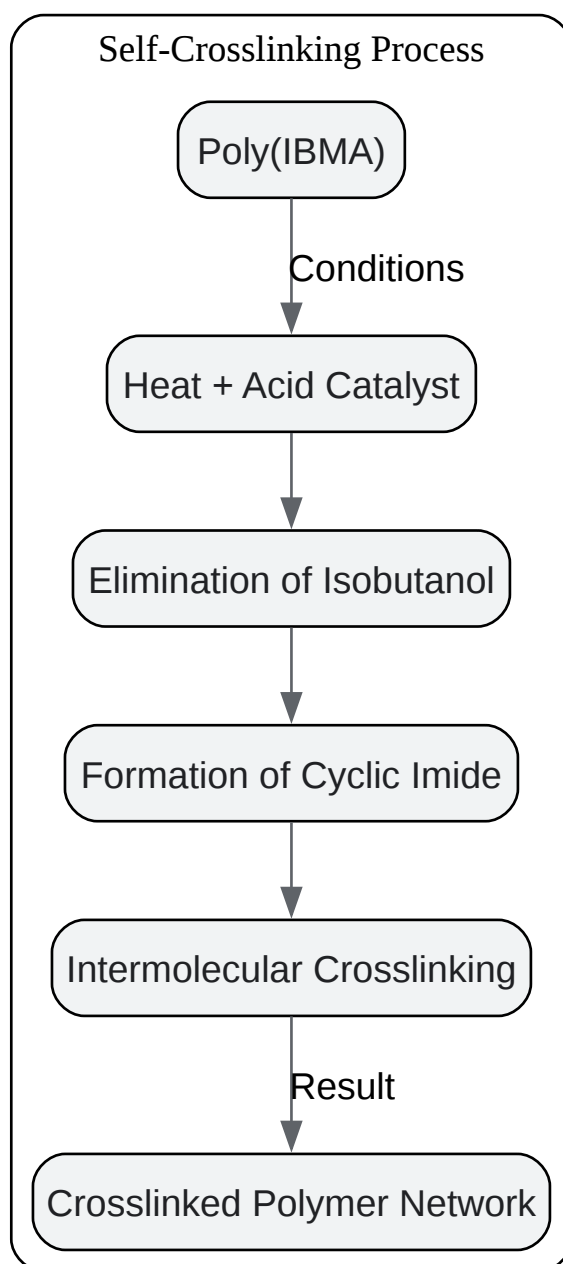 Self-Crosslinking Process
Poly(IBMA)
Conditions
Heat + Acid Catalyst
Elimination of Isobutanol
Formation of Cyclic Imide
Intermolecular Crosslinking
Result
Crosslinked Polymer Network